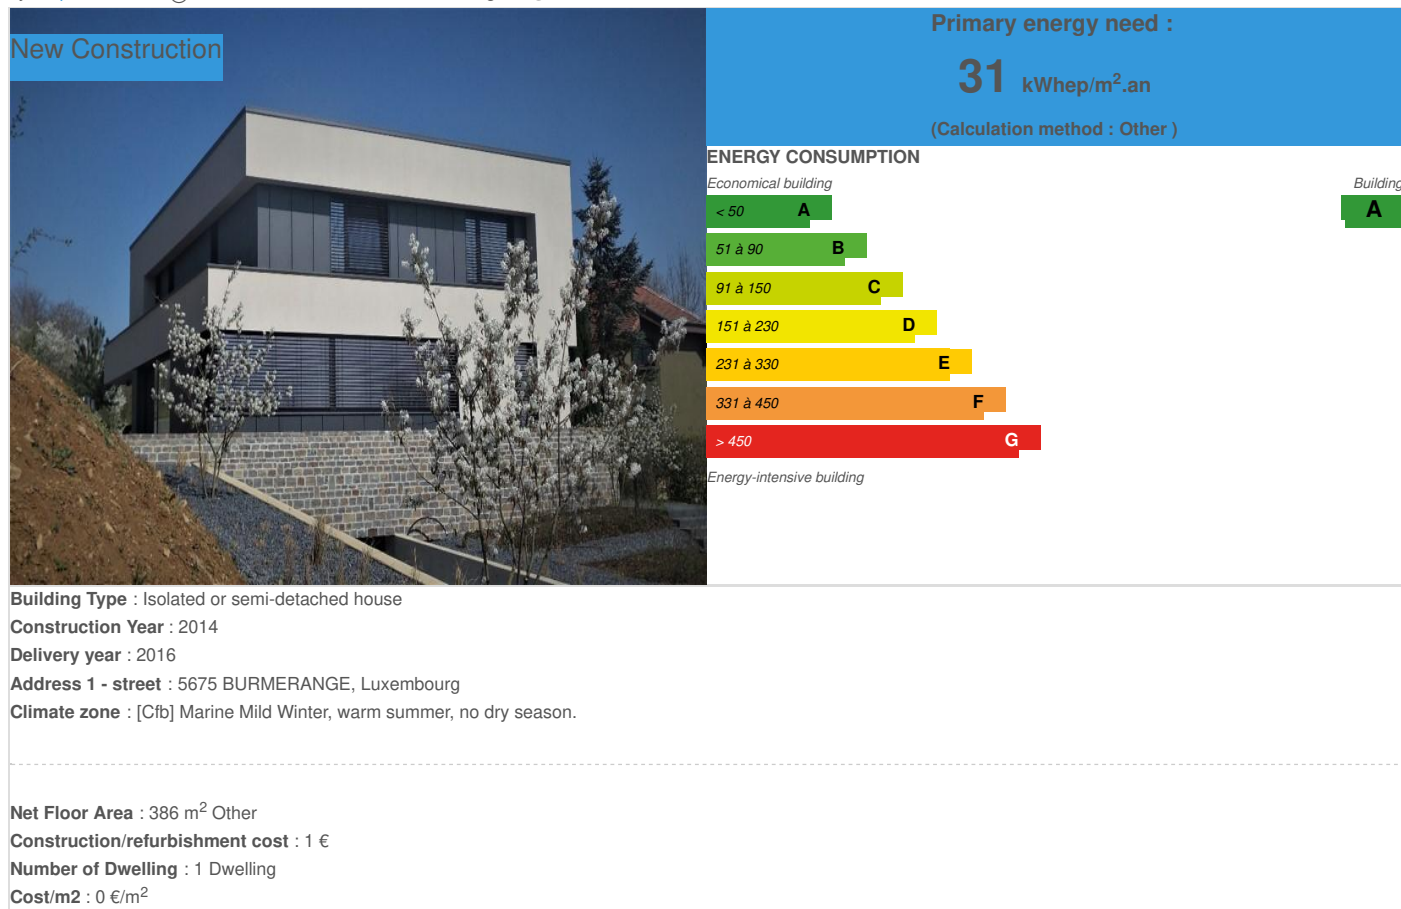 New Construction
Primary energy need :
31 kWhep/m².an
(Calculation method : Other )
ENERGY CONSUMPTION
Economical building
Building
< 50 A
A
51 à 90 B
91 à 150 C
151 à 230 D
231 à 330 E
331 à 450 F
> 450 G
Energy-intensive building
Building Type : Isolated or semi-detached house
Construction Year : 2014
Delivery year : 2016
Address 1 - street : 5675 BURMERANGE, Luxembourg
Climate zone : [Cfb] Marine Mild Winter, warm summer, no dry season.
Net Floor Area : 386 m² Other
Construction/refurbishment cost : 1 €
Number of Dwelling : 1 Dwelling
Cost/m2 : 0 €/m²